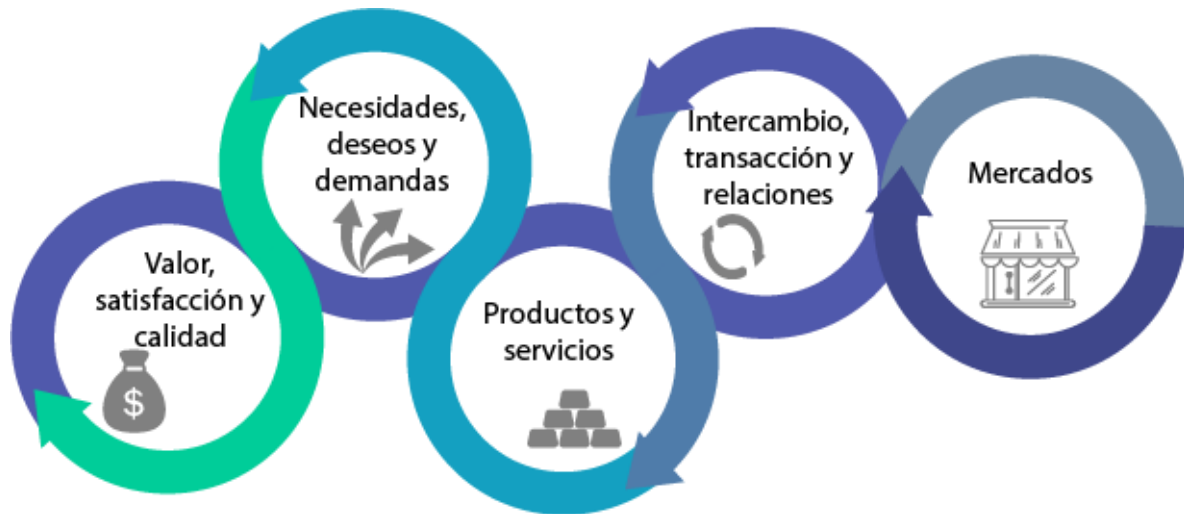 Valor,
satisfacción y
calidad
$
Necesidades,
deseos y
demandas
Productos y
servicios
Intercambio,
transacción y
relaciones
Mercados